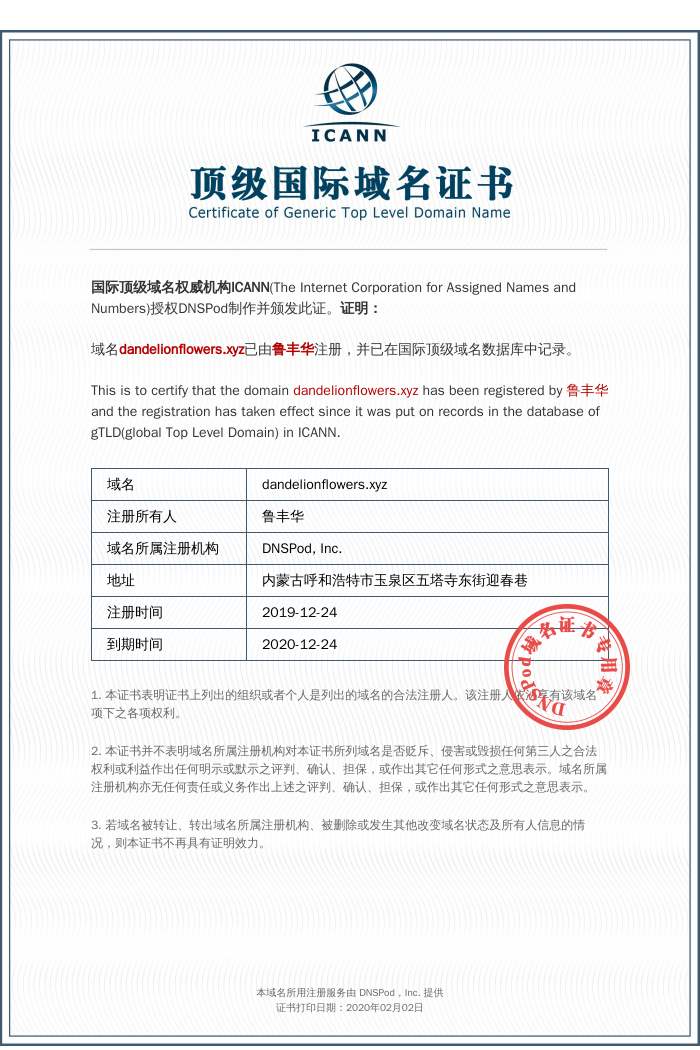 ICANN
顶级国际域名证书
Certificate of Generic Top Level Domain Name
国际顶级域名权威机构ICANN(The Internet Corporation for Assigned Names and
Numbers)授权DNSPod制作并颁发此证。证明：
域名dandelionflowers.xyz已由鲁丰华注册，并已在国际顶级域名数据库中记录。
This is to certify that the domain dandelionflowers.xyz has been registered by 鲁丰华
and the registration has taken effect since it was put on records in the database of
gTLD(global Top Level Domain) in ICANN.
域名 dandelionflowers.xyz
注册所有人 鲁丰华
域名所属注册机构 DNSPod, Inc.
地址 内蒙古呼和浩特市玉泉区五塔寺东街迎春巷
注册时间 2019-12-24
到期时间 2020-12-24
DNSPod域名证书专用章
1. 本证书表明证书上列出的组织或者个人是列出的域名的合法注册人。该注册人依法享有该域名
项下之各项权利。
2. 本证书并不表明域名所属注册机构对本证书所列域名是否贬斥、侵害或毁损任何第三人之合法
权利或利益作出任何明示或默示之评判、确认、担保，或作出其它任何形式之意思表示。域名所属
注册机构亦无任何责任或义务作出上述之评判、确认、担保，或作出其它任何形式之意思表示。
3. 若域名被转让、转出域名所属注册机构、被删除或发生其他改变域名状态及所有人信息的情
况，则本证书不再具有证明效力。
本域名所用注册服务由 DNSPod，Inc. 提供
证书打印日期：2020年02月02日